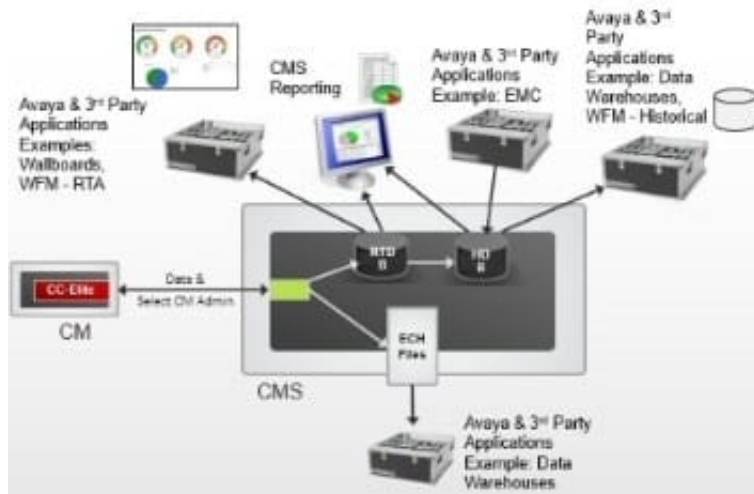 Avaya & 3rd Party
Applications
Examples:
Wallboards,
WFM - RTA
CMS
Reporting
Avaya & 3rd Party
Applications
Example: EMC
Avaya & 3rd
Party
Applications
Example: Data
Warehouses,
WFM - Historical
CC-Elite
CM
Data &
Select CM Admin
ECH
Files
CMS
Avaya & 3rd Party
Applications
Example: Data
Warehouses